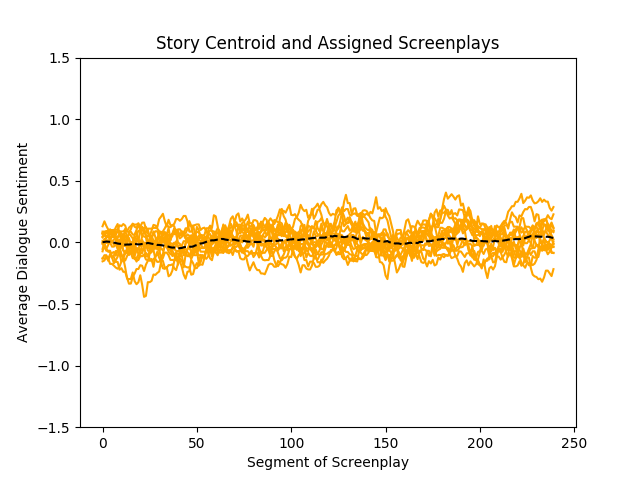 Story Centroid and Assigned Screenplays
1.5
1.0
0.5
0.0
−0.5
−1.0
−1.5
Average Dialogue Sentiment
0 50 100 150 200 250
Segment of Screenplay